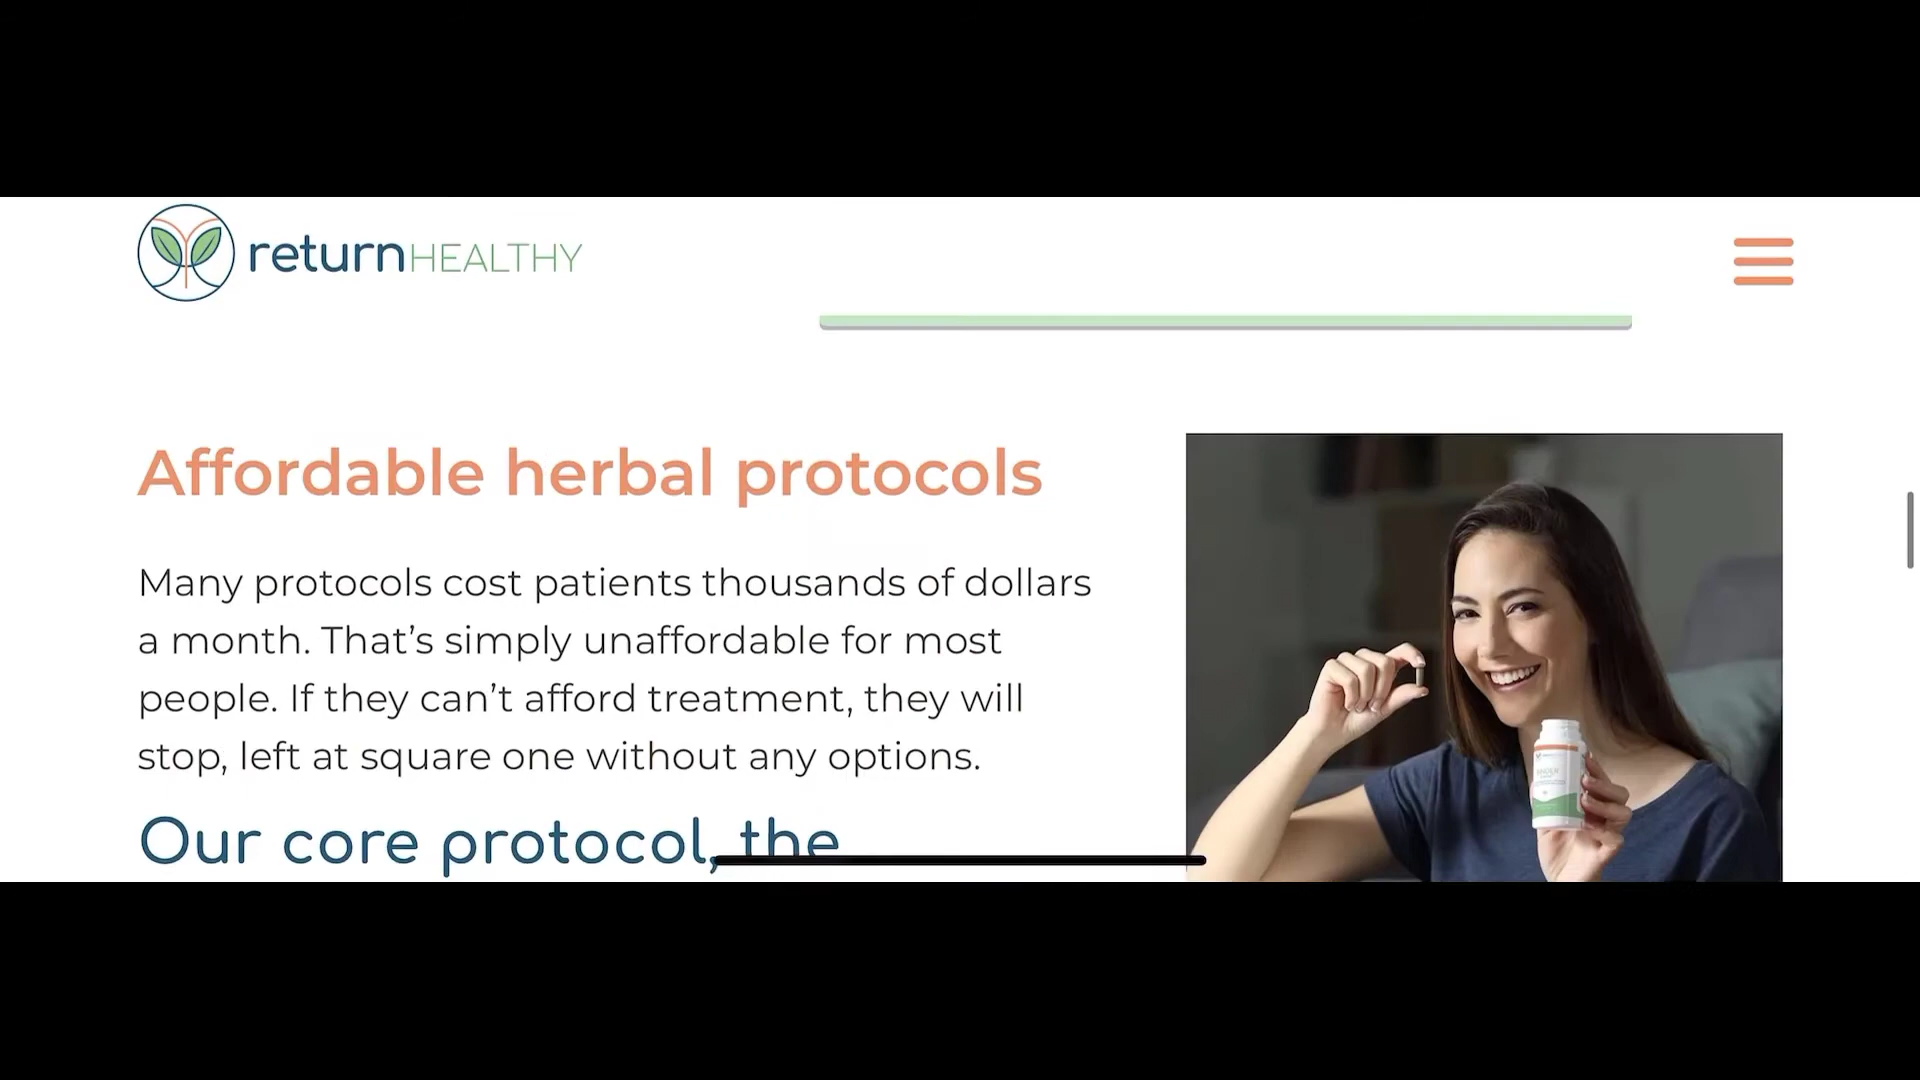 returnHEALTHY
Affordable herbal protocols
Many protocols cost patients thousands of dollars
a month. That’s simply unaffordable for most
people. If they can’t afford treatment, they will
stop, left at square one without any options.
Our core protocol, the